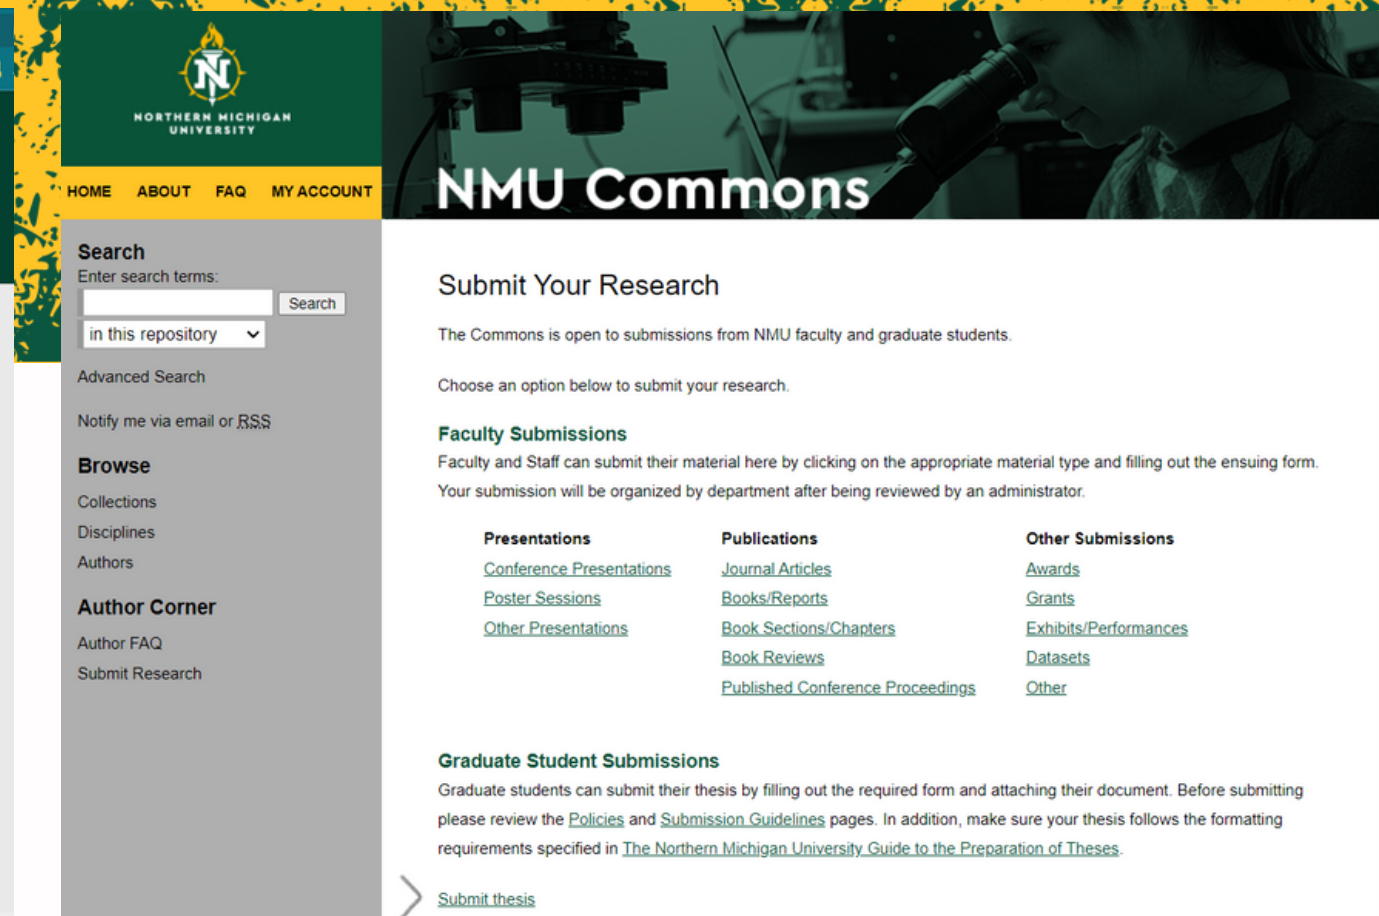 NORTHERN MICHIGAN
UNIVERSITY
HOME ABOUT FAQ MY ACCOUNT
NMU Commons
Search
Enter search terms:
Search
in this repository
Advanced Search
Notify me via email or RSS
Browse
Collections
Disciplines
Authors
Author Corner
Author FAQ
Submit Research
Submit Your Research
The Commons is open to submissions from NMU faculty and graduate students.
Choose an option below to submit your research.
Faculty Submissions
Faculty and Staff can submit their material here by clicking on the appropriate material type and filling out the ensuing form.
Your submission will be organized by department after being reviewed by an administrator.
Presentations
Conference Presentations
Poster Sessions
Other Presentations
Publications
Journal Articles
Books/Reports
Book Sections/Chapters
Book Reviews
Published Conference Proceedings
Other Submissions
Awards
Grants
Exhibits/Performances
Datasets
Other
Graduate Student Submissions
Graduate students can submit their thesis by filling out the required form and attaching their document. Before submitting
please review the Policies and Submission Guidelines pages. In addition, make sure your thesis follows the formatting
requirements specified in The Northern Michigan University Guide to the Preparation of Theses.
Submit thesis